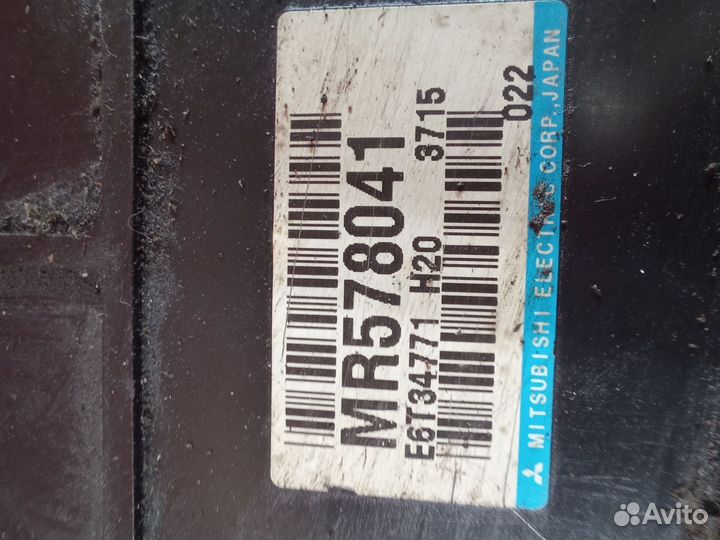 MR578041
E6T34771 H20 3715
022
MITSUBISHI ELECTRIC CORP., JAPAN
Avito